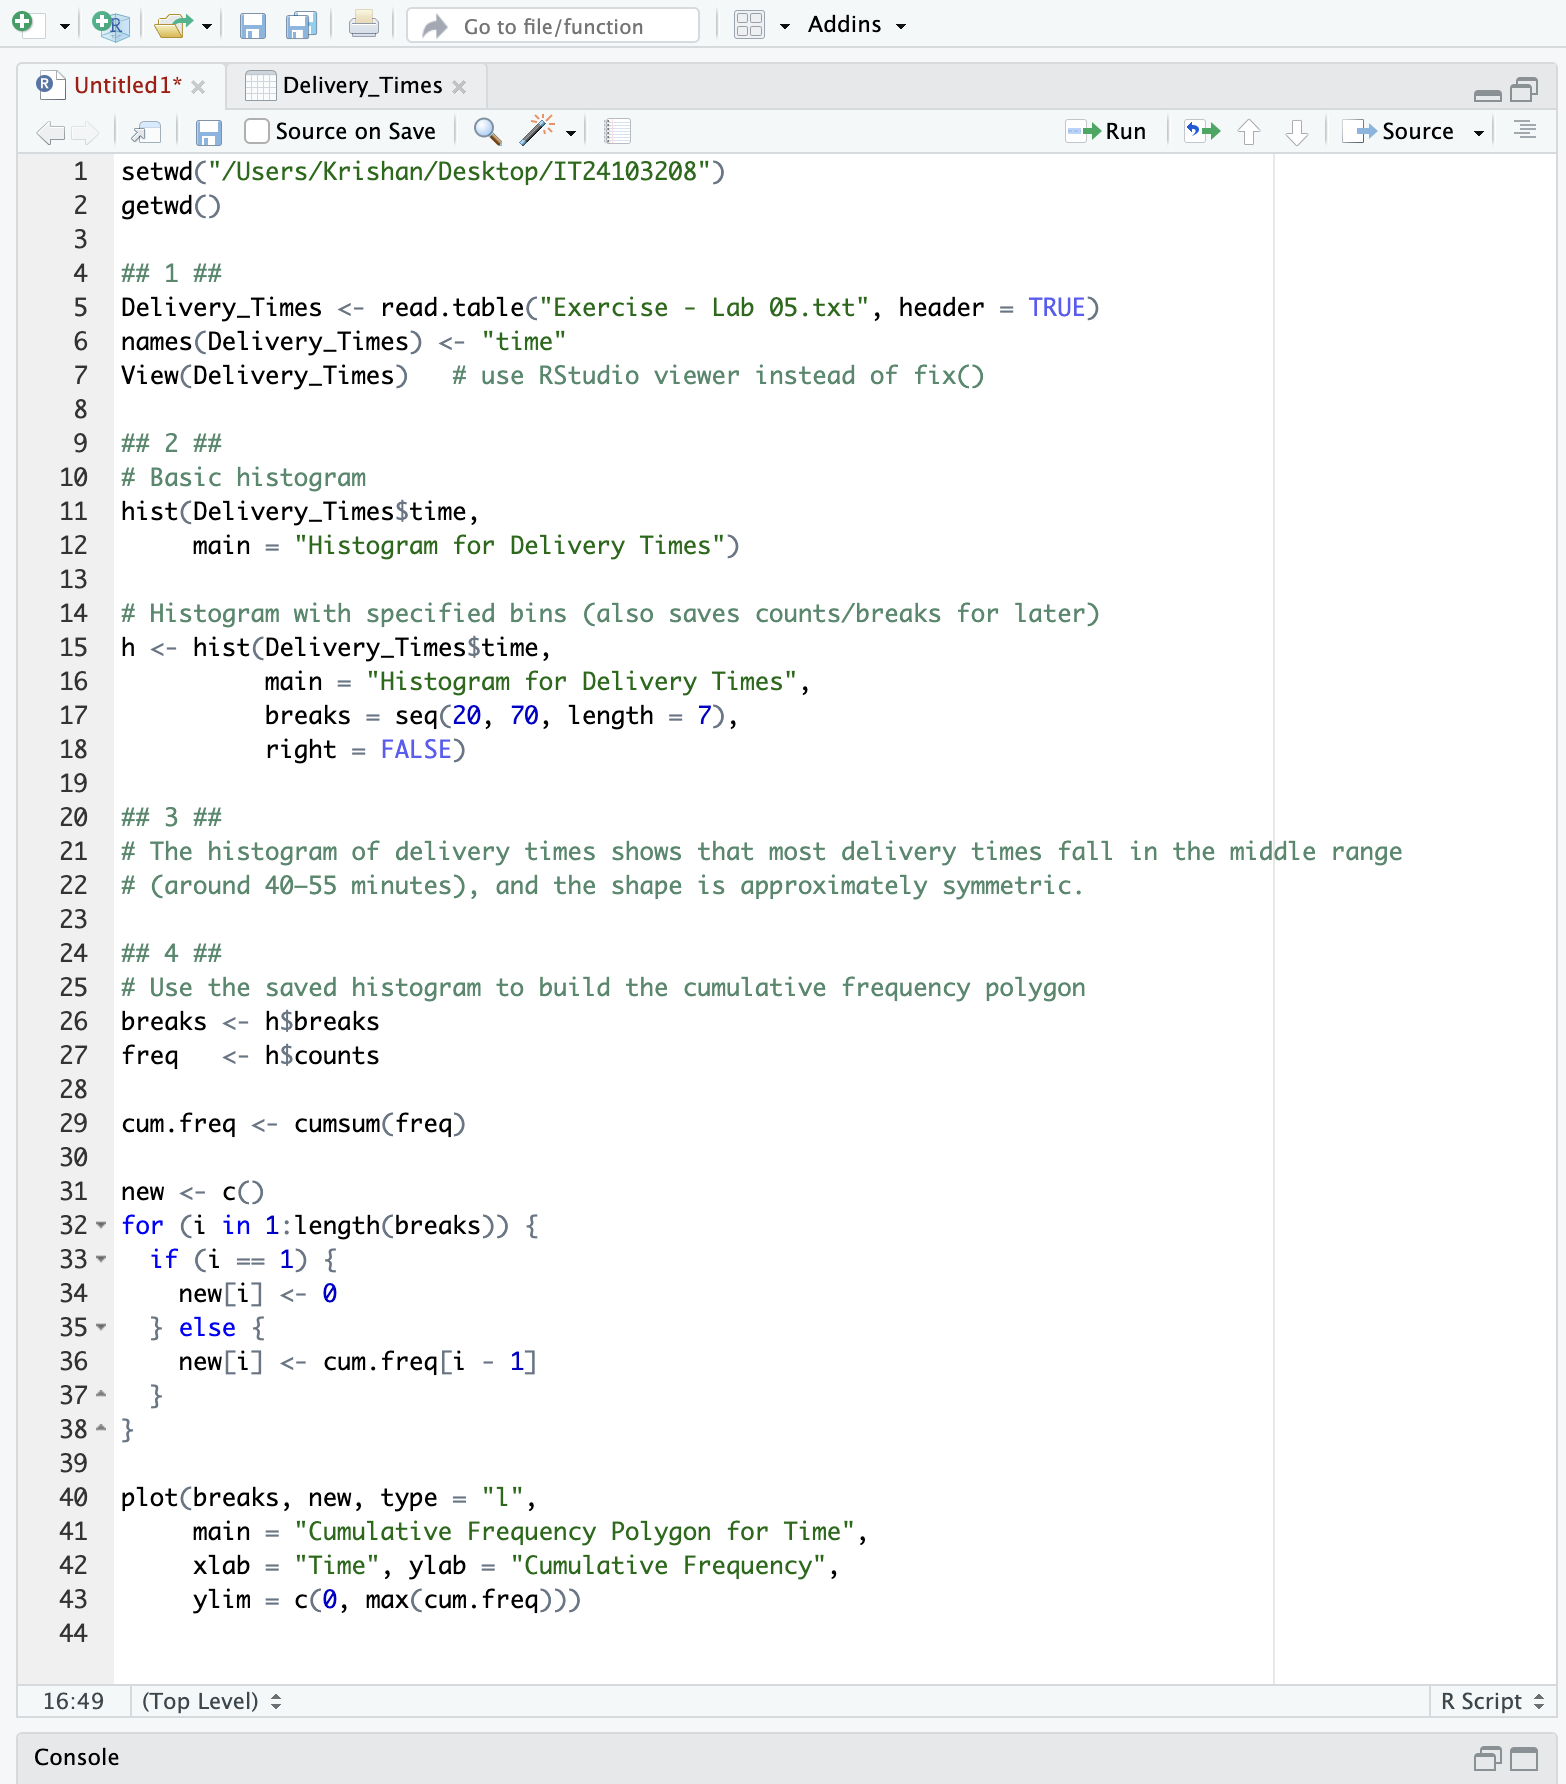 Go to file/function Addins
Untitled1* Delivery_Times
Source on Save Run Source
1 setwd("/Users/Krishan/Desktop/IT24103208")
2 getwd()
3
4 ## 1 ##
5 Delivery_Times <- read.table("Exercise - Lab 05.txt", header = TRUE)
6 names(Delivery_Times) <- "time"
7 View(Delivery_Times)   # use RStudio viewer instead of fix()
8
9 ## 2 ##
10 # Basic histogram
11 hist(Delivery_Times$time,
12      main = "Histogram for Delivery Times")
13
14 # Histogram with specified bins (also saves counts/breaks for later)
15 h <- hist(Delivery_Times$time,
16           main = "Histogram for Delivery Times",
17           breaks = seq(20, 70, length = 7),
18           right = FALSE)
19
20 ## 3 ##
21 # The histogram of delivery times shows that most delivery times fall in the middle range
22 # (around 40–55 minutes), and the shape is approximately symmetric.
23
24 ## 4 ##
25 # Use the saved histogram to build the cumulative frequency polygon
26 breaks <- h$breaks
27 freq   <- h$counts
28
29 cum.freq <- cumsum(freq)
30
31 new <- c()
32 for (i in 1:length(breaks)) {
33   if (i == 1) {
34     new[i] <- 0
35   } else {
36     new[i] <- cum.freq[i - 1]
37   }
38 }
39
40 plot(breaks, new, type = "l",
41      main = "Cumulative Frequency Polygon for Time",
42      xlab = "Time", ylab = "Cumulative Frequency",
43      ylim = c(0, max(cum.freq)))
44
16:49 (Top Level) R Script
Console